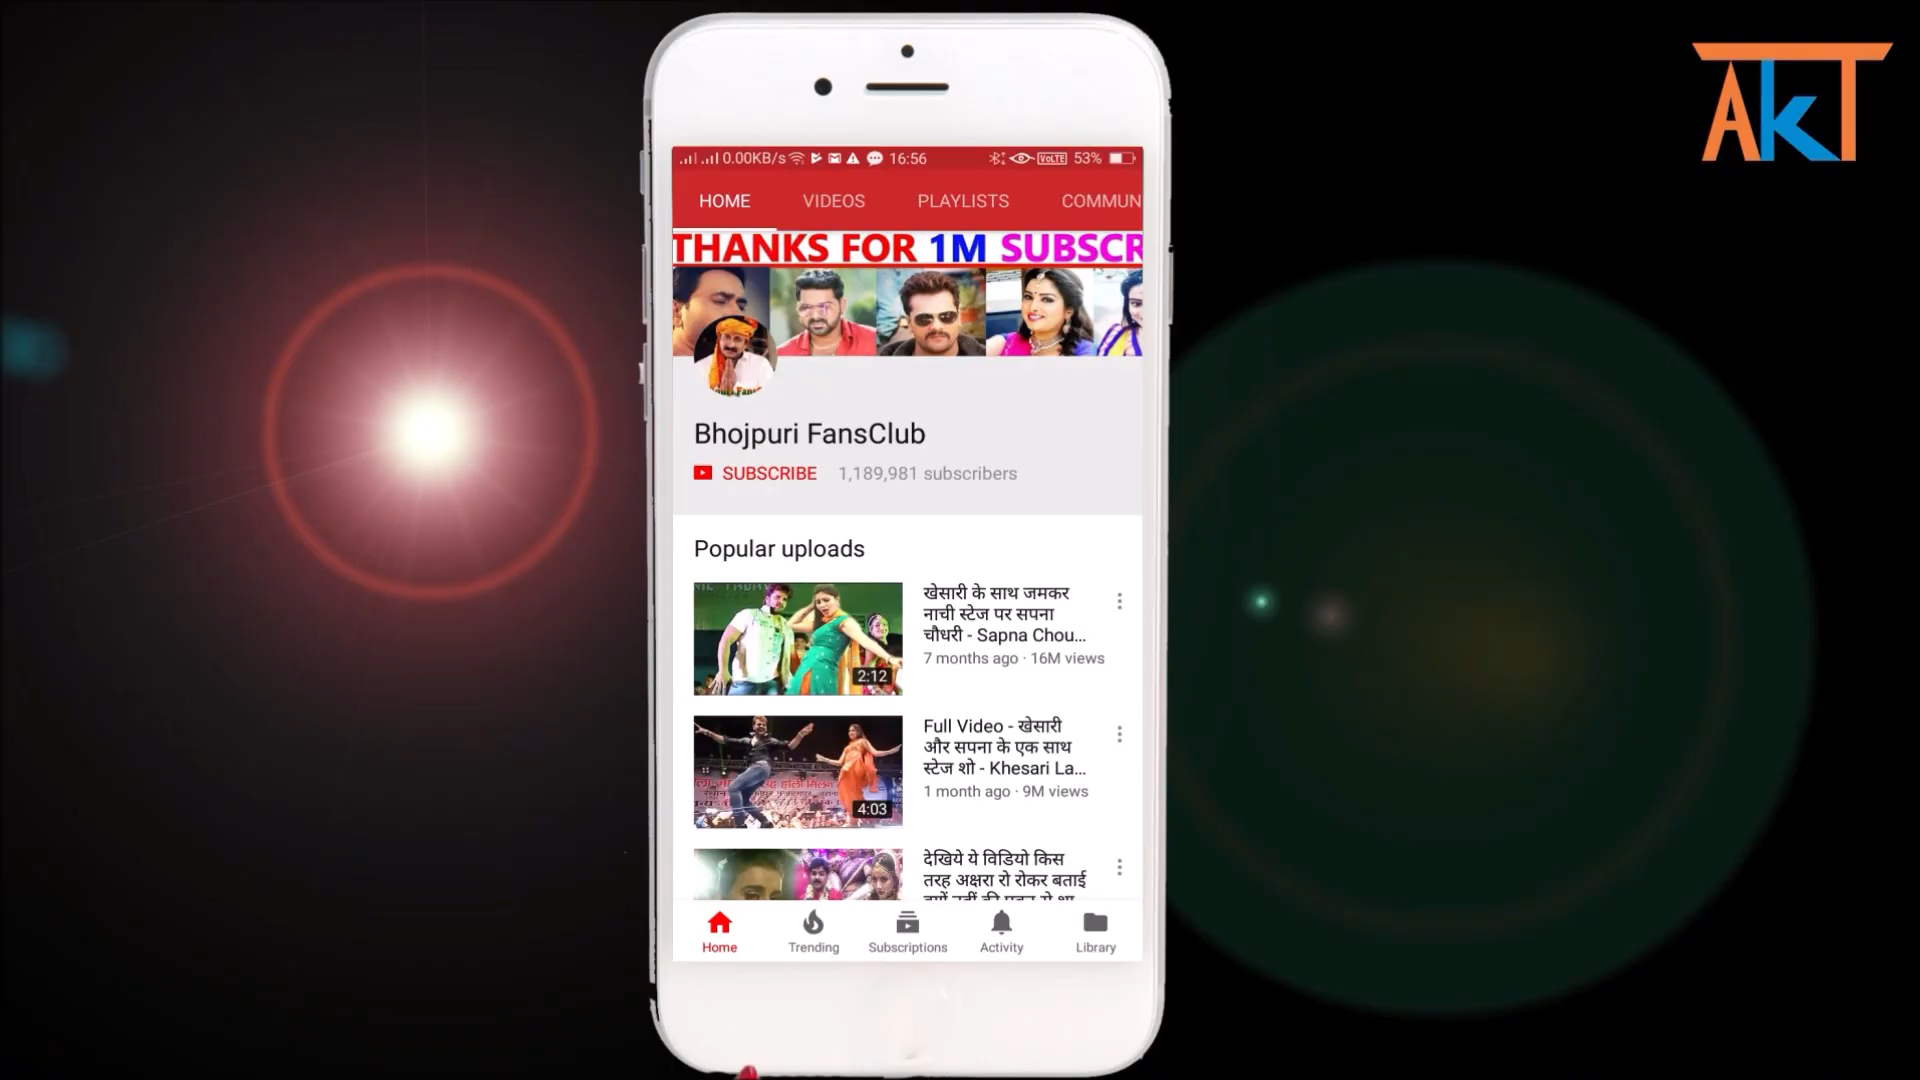 AKT
0.00KB/s 16:56 VoLTE 53%
HOME VIDEOS PLAYLISTS COMMUN
THANKS FOR 1M SUBSCR
Bhojpuri FansClub
SUBSCRIBE 1,189,981 subscribers
Popular uploads
खेसारी के साथ जमकर
नाची स्टेज पर सपना
चौधरी - Sapna Chou...
7 months ago · 16M views
2:12
Full Video - खेसारी
और सपना के एक साथ
स्टेज शो - Khesari La...
1 month ago · 9M views
4:03
देखिये ये विडियो किस
तरह अक्षरा रो रोकर बताई
Home Trending Subscriptions Activity Library